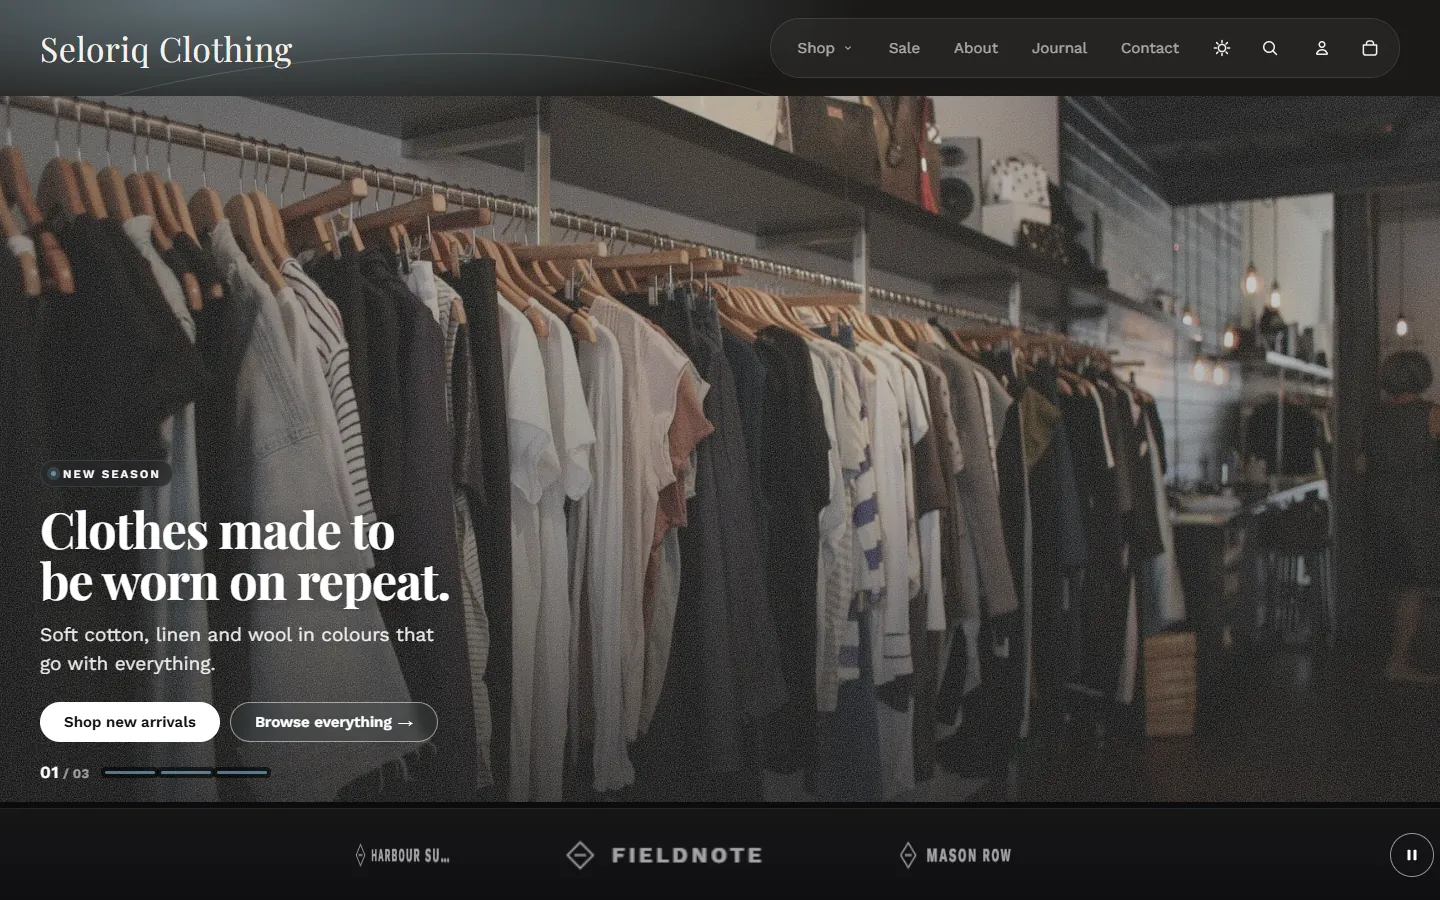 Seloriq Clothing
Shop Sale About Journal Contact
NEW SEASON
Clothes made to
be worn on repeat.
Soft cotton, linen and wool in colours that
go with everything.
Shop new arrivals Browse everything →
01 / 03
HARBOUR SU... FIELDNOTE MASON ROW